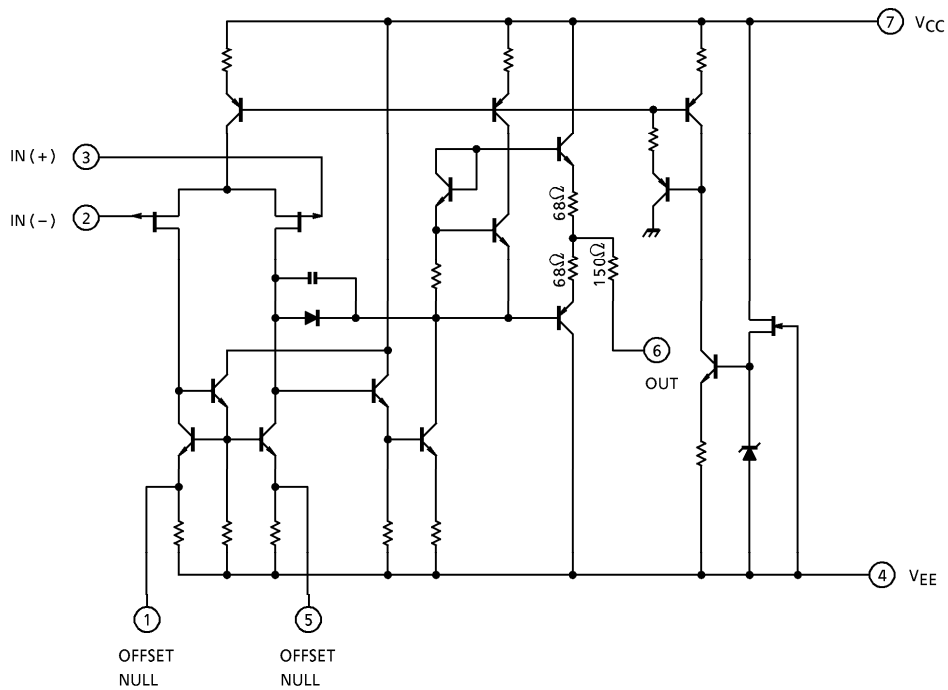 7 VCC
IN (+) 3
IN (−) 2
68Ω
68Ω
150Ω
6
OUT
4 VEE
1
5
OFFSET
NULL
OFFSET
NULL